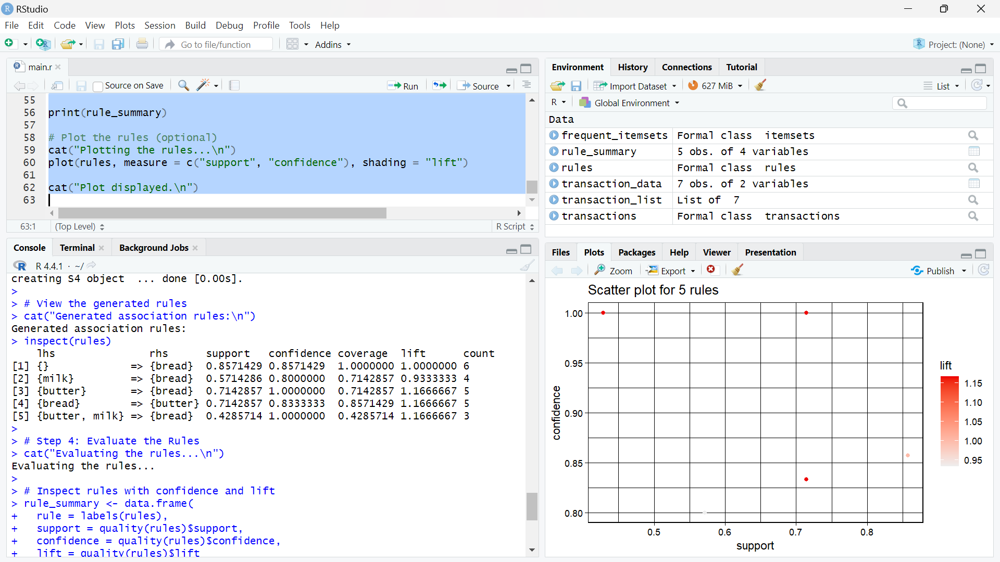 RStudio
File Edit Code View Plots Session Build Debug Profile Tools Help
Go to file/function Addins Project: (None)
main.r
Source on Save Run Source
55
56 print(rule_summary)
57
58 # Plot the rules (optional)
59 cat("Plotting the rules...\n")
60 plot(rules, measure = c("support", "confidence"), shading = "lift")
61
62 cat("Plot displayed.\n")
63
63:1 (Top Level) R Script
Console Terminal Background Jobs
R 4.4.1 · ~/
creating S4 object  ... done [0.00s].
>
> # View the generated rules
> cat("Generated association rules:\n")
Generated association rules:
> inspect(rules)
    lhs               rhs      support   confidence coverage  lift      count
[1] {}             => {bread}  0.8571429 0.8571429  1.0000000 1.0000000 6
[2] {milk}         => {bread}  0.5714286 0.8000000  0.7142857 0.9333333 4
[3] {butter}       => {bread}  0.7142857 1.0000000  0.7142857 1.1666667 5
[4] {bread}        => {butter} 0.7142857 0.8333333  0.8571429 1.1666667 5
[5] {butter, milk} => {bread}  0.4285714 1.0000000  0.4285714 1.1666667 3
>
> # Step 4: Evaluate the Rules
> cat("Evaluating the rules...\n")
Evaluating the rules...
>
> # Inspect rules with confidence and lift
> rule_summary <- data.frame(
+   rule = labels(rules),
+   support = quality(rules)$support,
+   confidence = quality(rules)$confidence,
+   lift = quality(rules)$lift
Environment History Connections Tutorial
Import Dataset 627 MiB List
R Global Environment
Data
frequent_itemsets Formal class itemsets
rule_summary 5 obs. of 4 variables
rules Formal class rules
transaction_data 7 obs. of 2 variables
transaction_list List of 7
transactions Formal class transactions
Files Plots Packages Help Viewer Presentation
Zoom Export Publish
Scatter plot for 5 rules
1.00
0.95
0.90
0.85
0.80
confidence
0.5 0.6 0.7 0.8
support
lift
1.15
1.10
1.05
1.00
0.95